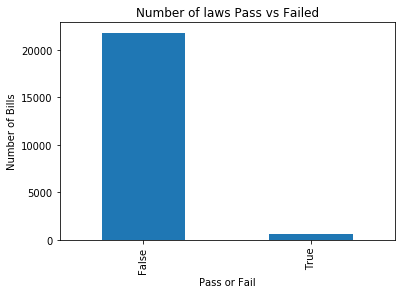 Number of laws Pass vs Failed
20000
15000
10000
5000
0
Number of Bills
False
True
Pass or Fail